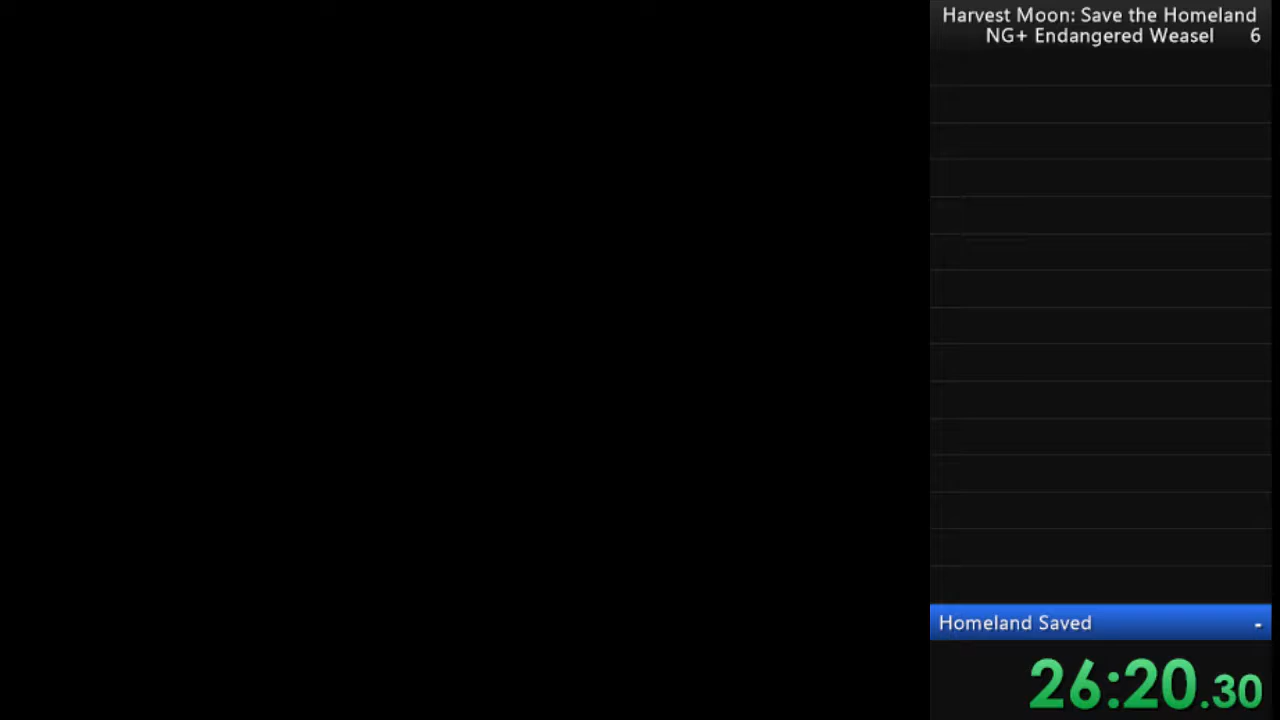 Harvest Moon: Save the Homeland
NG+ Endangered Weasel 6
Homeland Saved -
26:20.30